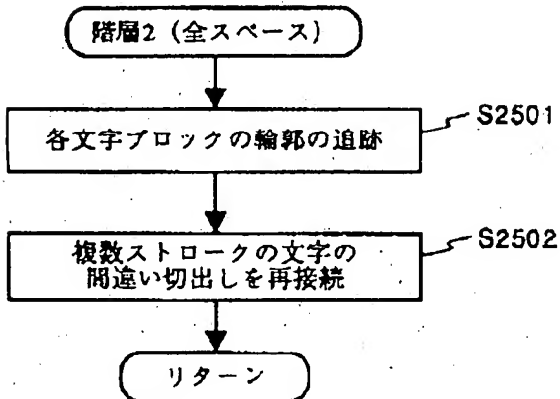 階層2（全スペース）
各文字ブロックの輪郭の追跡
S2501
複数ストロークの文字の
間違い切出しを再接続
S2502
リターン